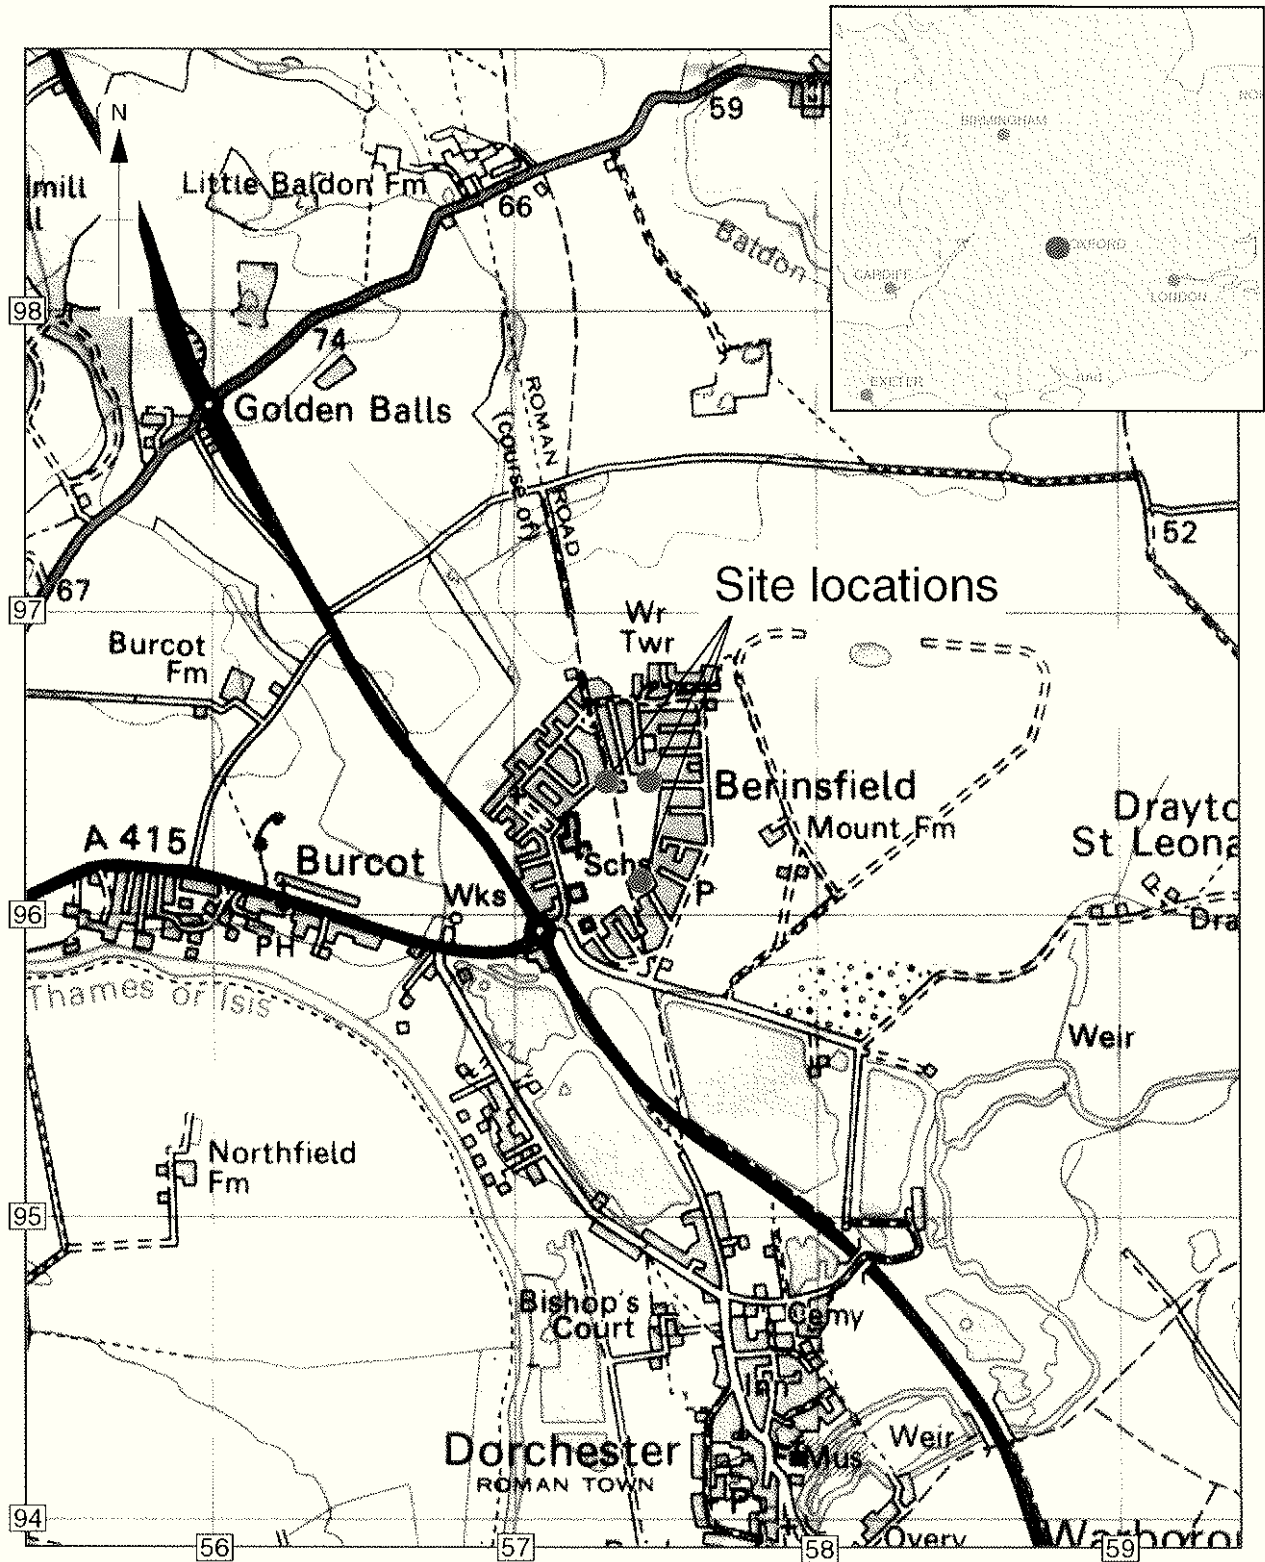 N
BIRMINGHAM
OXFORD
CARDIFF
LONDON
EXETER
59
Little Baldon Fm
66
Baldon
98
74
Golden Balls
ROMAN ROAD
(course of)
52
67
Site locations
97
Wr
Twr
Burcot
Fm
Berinsfield
Mount Fm
Drayto
St Leona
A 415
Burcot
Schs
Wks
P
96
PH
Dra
Thames or Isis
Weir
Northfield
Fm
95
Bishop's
Court
Cemy
Weir
Dorchester
ROMAN TOWN
Mus
P
94
Overy
Warborou
56
57
58
59